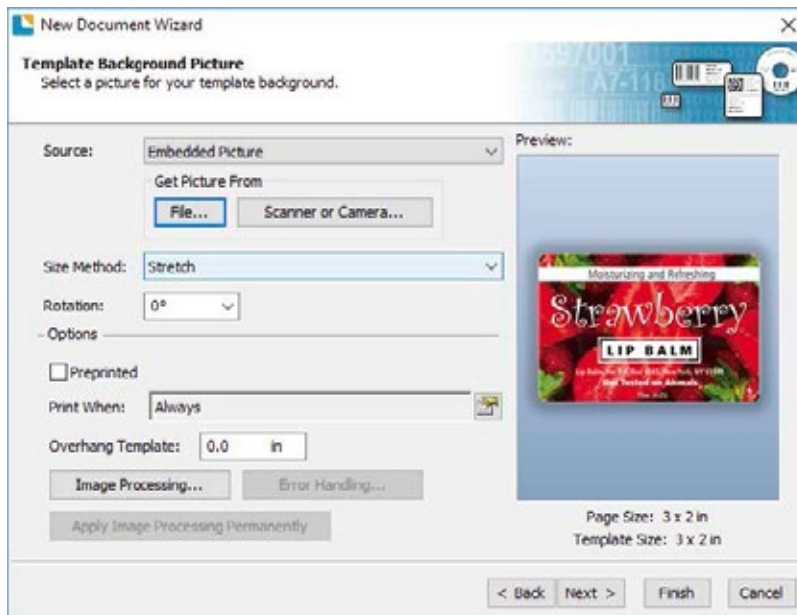 New Document Wizard
Template Background Picture
Select a picture for your template background.
597001
A7-118
Source: Embedded Picture
Get Picture From
File... Scanner or Camera...
Size Method: Stretch
Rotation: 0°
Options
Preprinted
Print When: Always
Overhang Template: 0.0 in
Image Processing... Error Handling...
Apply Image Processing Permanently
Preview:
Moisturizing and Refreshing
Strawberry
LIP BALM
Not Tested on Animals.
Page Size: 3 x 2 in
Template Size: 3 x 2 in
< Back Next > Finish Cancel